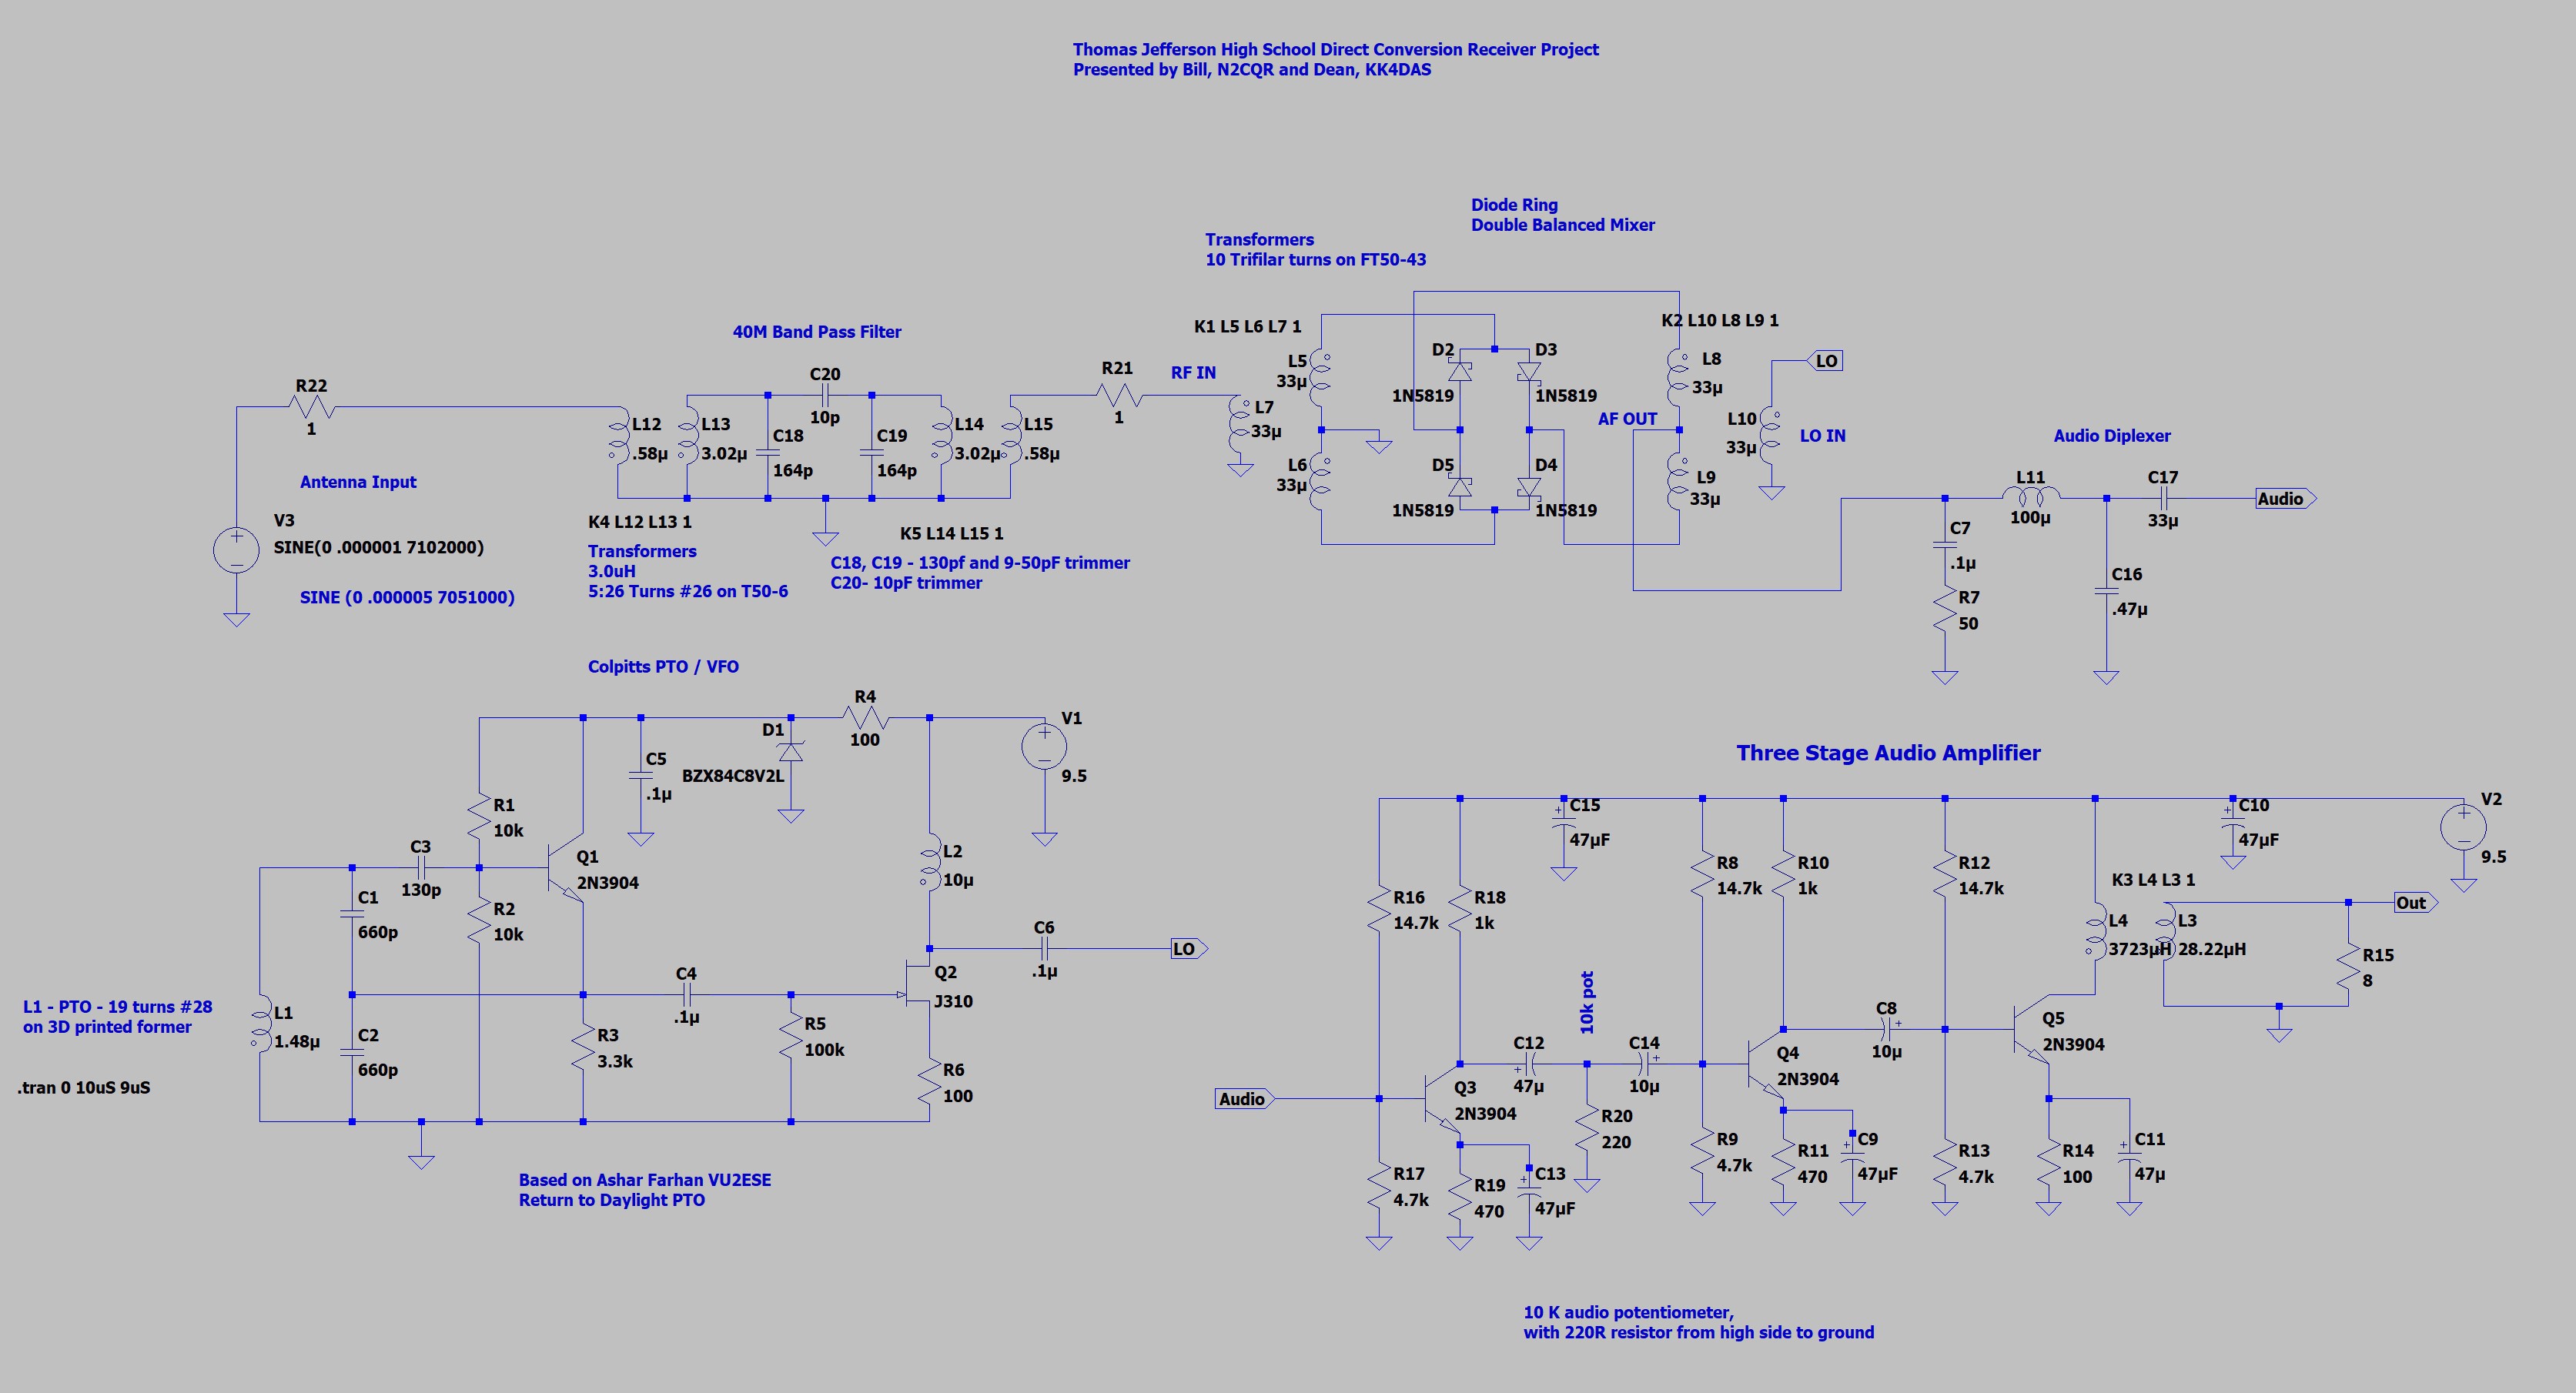 Thomas Jefferson High School Direct Conversion Receiver Project
Presented by Bill, N2CQR and Dean, KK4DAS
Diode Ring
Double Balanced Mixer
Transformers
10 Trifilar turns on FT50-43
40M Band Pass Filter
K1 L5 L6 L7 1
K2 L10 L8 L9 1
R22
1
L12
.58µ
L13
3.02µ
C18
164p
C20
10p
C19
164p
L14
3.02µ
L15
.58µ
R21
1
RF IN
L7
33µ
L5
33µ
L6
33µ
D2
1N5819
D3
1N5819
D5
1N5819
D4
1N5819
AF OUT
L8
33µ
L9
33µ
L10
33µ
LO
LO IN
Audio Diplexer
C7
.1µ
R7
50
L11
100µ
C16
.47µ
C17
33µ
Audio
Antenna Input
V3
SINE(0 .000001 7102000)
SINE (0 .000005 7051000)
K4 L12 L13 1
Transformers
3.0uH
5:26 Turns #26 on T50-6
K5 L14 L15 1
C18, C19 - 130pf and 9-50pF trimmer
C20- 10pF trimmer
Colpitts PTO / VFO
R4
100
V1
9.5
D1
BZX84C8V2L
C5
.1µ
R1
10k
C3
130p
Q1
2N3904
R2
10k
C1
660p
C2
660p
L1 - PTO - 19 turns #28
on 3D printed former
L1
1.48µ
.tran 0 10uS 9uS
R3
3.3k
C4
.1µ
R5
100k
L2
10µ
C6
.1µ
LO
Q2
J310
R6
100
Based on Ashar Farhan VU2ESE
Return to Daylight PTO
Three Stage Audio Amplifier
C15
47µF
C10
47µF
V2
9.5
R16
14.7k
R18
1k
R8
14.7k
R10
1k
R12
14.7k
K3 L4 L3 1
L4
3723µH
L3
28.22µH
Out
R15
8
10k pot
C12
47µ
C14
10µ
C8
10µ
Q3
2N3904
Q4
2N3904
Q5
2N3904
Audio
R20
220
R17
4.7k
R19
470
C13
47µF
R9
4.7k
R11
470
C9
47µF
R13
4.7k
R14
100
C11
47µ
10 K audio potentiometer,
with 220R resistor from high side to ground